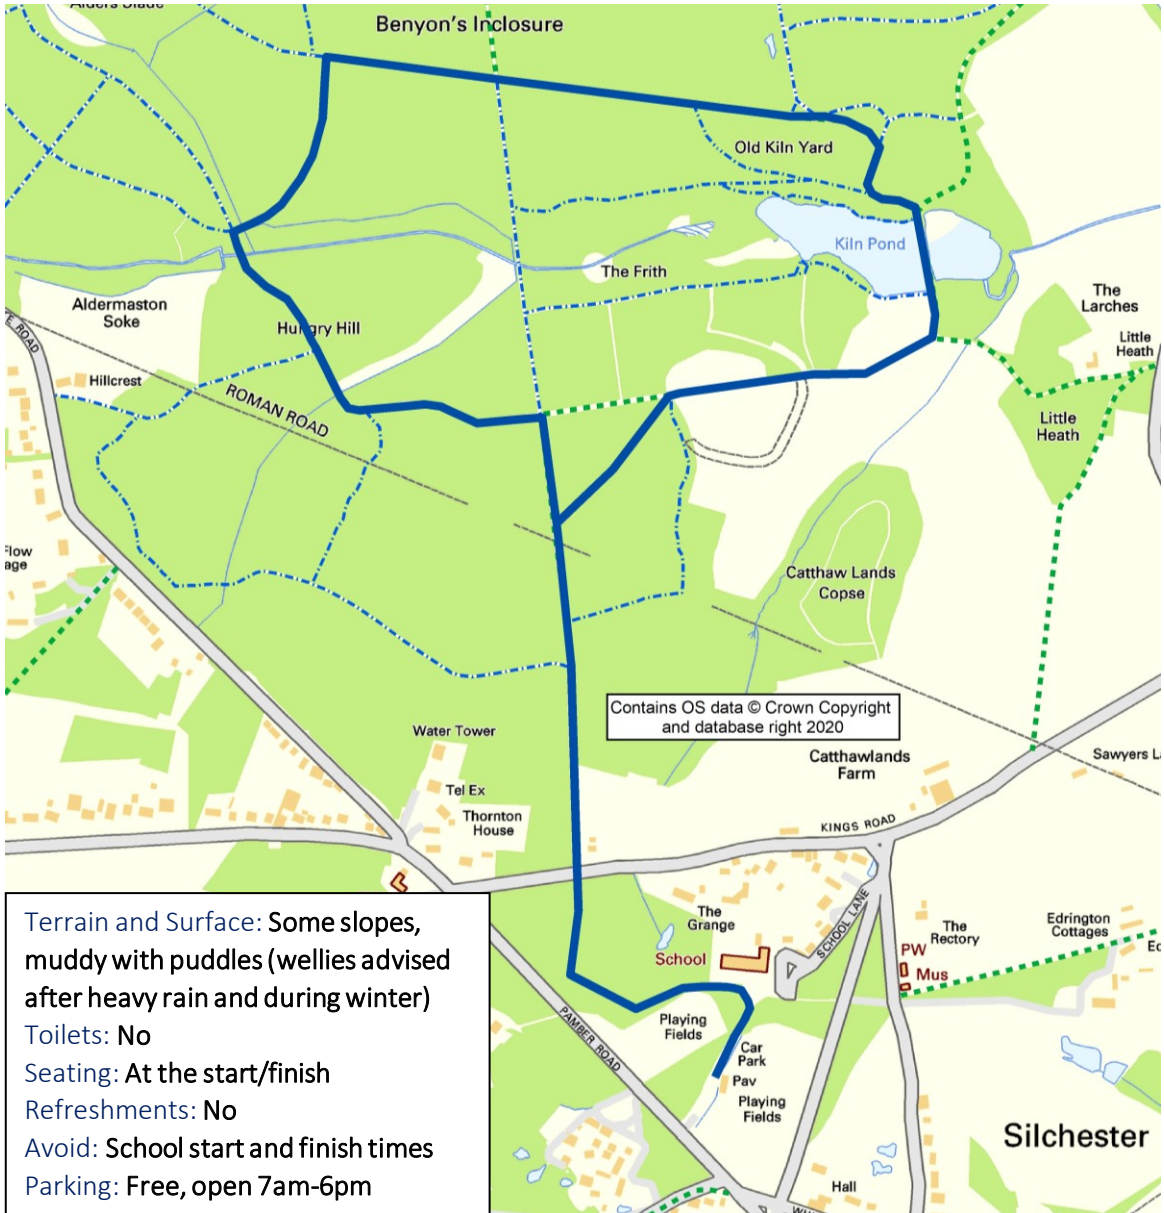 Alders Slade
Benyon's Inclosure
Old Kiln Yard
Kiln Pond
The Frith
The
Larches
Aldermaston
Soke
Hungry Hill
Little
Heath
Hillcrest
ROMAN ROAD
Little
Heath
Catthaw Lands
Copse
Contains OS data © Crown Copyright
and database right 2020
Water Tower
Catthawlands
Farm
Tel Ex
Thornton
House
KINGS ROAD
The
Grange
SCHOOL LANE
The
Rectory
Edrington
Cottages
School
PW
Mus
PAMBER ROAD
Playing
Fields
Car
Park
Pav
Playing
Fields
Silchester
Hall
Terrain and Surface: Some slopes,
muddy with puddles (wellies advised
after heavy rain and during winter)
Toilets: No
Seating: At the start/finish
Refreshments: No
Avoid: School start and finish times
Parking: Free, open 7am-6pm